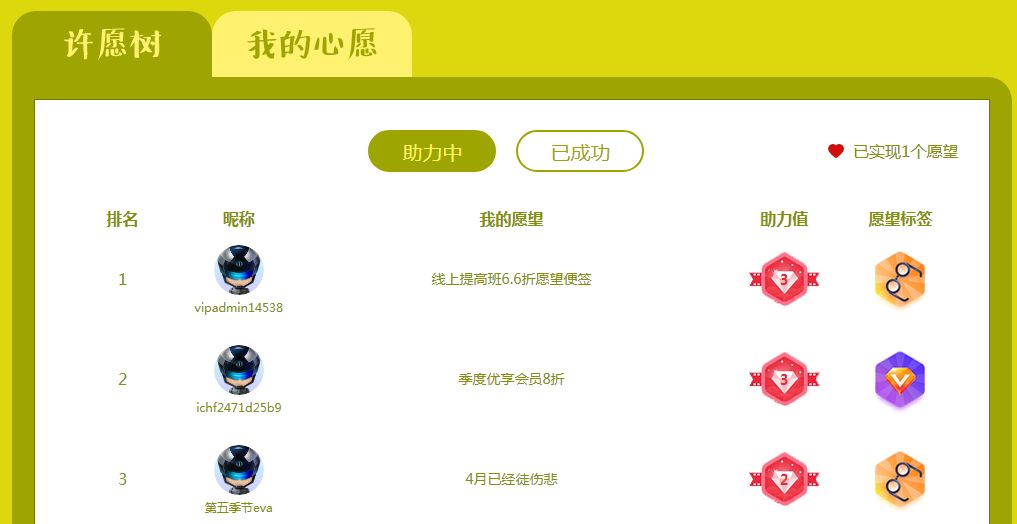 许愿树 我的心愿
助力中 已成功 已实现1个愿望
排名 昵称 我的愿望 助力值 愿望标签
1 线上提高班6.6折愿望便签 3
vipadmin14538
2 季度优享会员8折 3
ichf2471d25b9
3 4月已经徒伤悲 2
第五季节eva